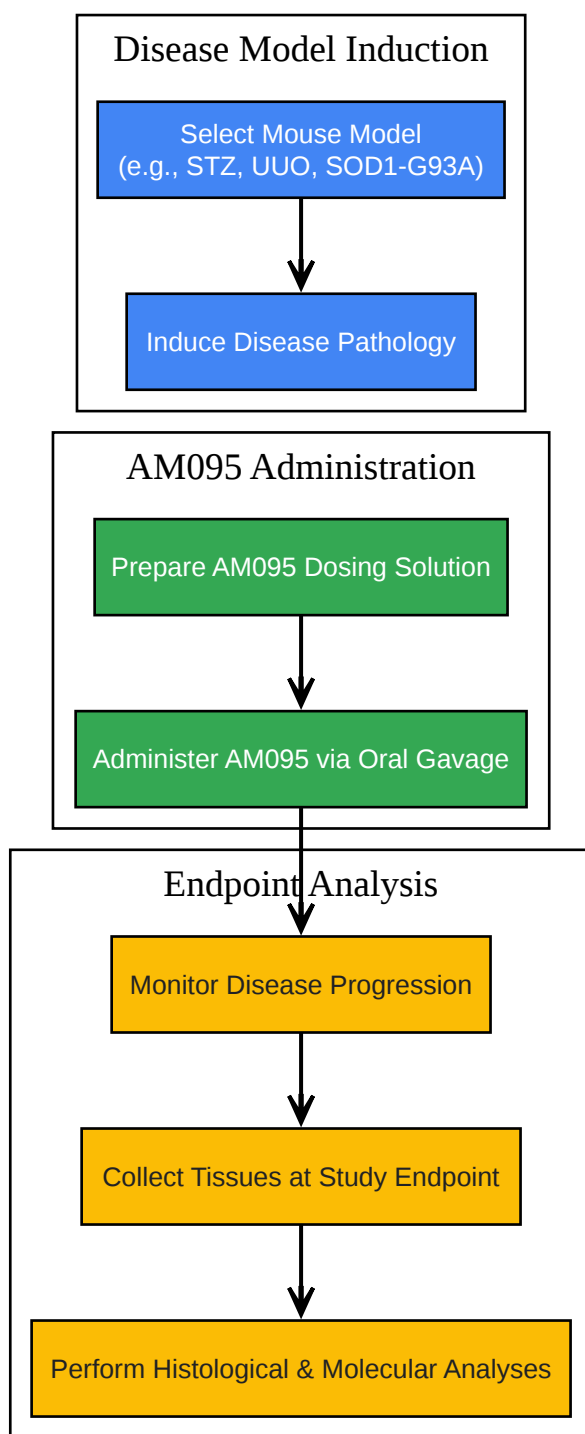 Disease Model Induction
Select Mouse Model
(e.g., STZ, UUO, SOD1-G93A)
Induce Disease Pathology
AM095 Administration
Prepare AM095 Dosing Solution
Administer AM095 via Oral Gavage
Endpoint Analysis
Monitor Disease Progression
Collect Tissues at Study Endpoint
Perform Histological & Molecular Analyses